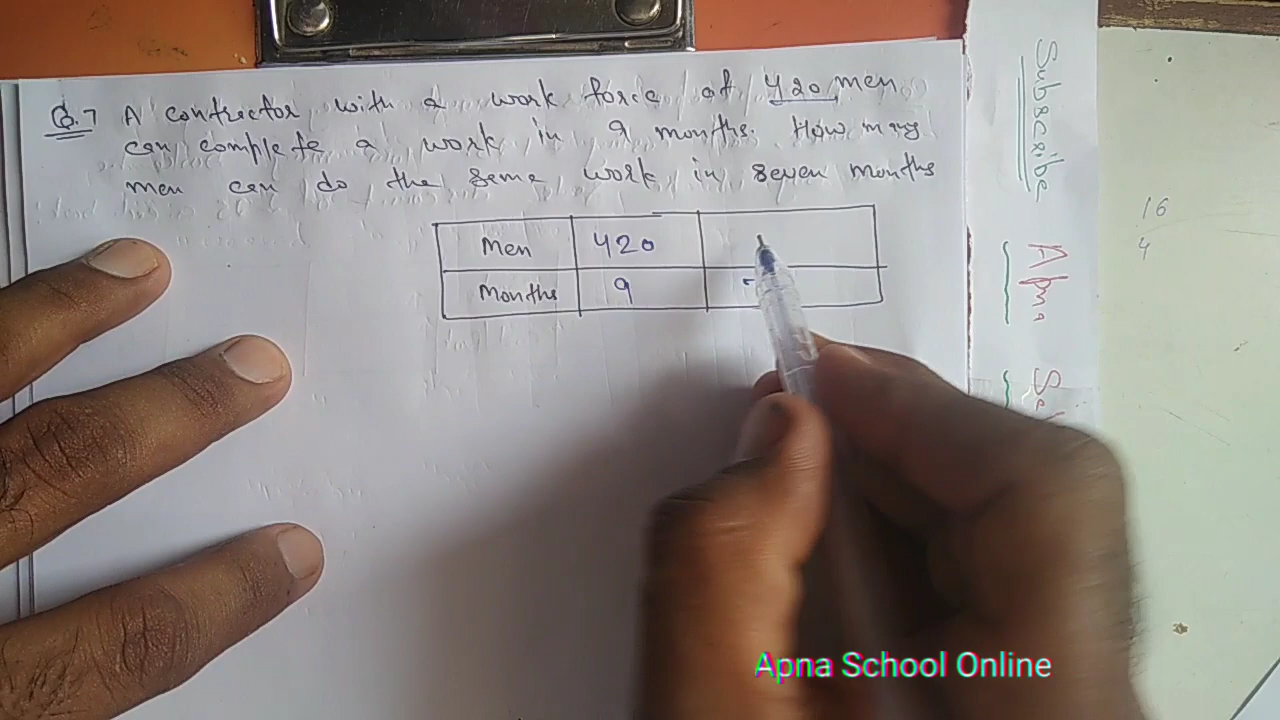 Q.7 A contractor with a work force of 420 men
can complete a work in 9 months. How many
men can do the same work in seven months
Men 420
Months 9
Subscribe
Apna
16
4
Apna School Online